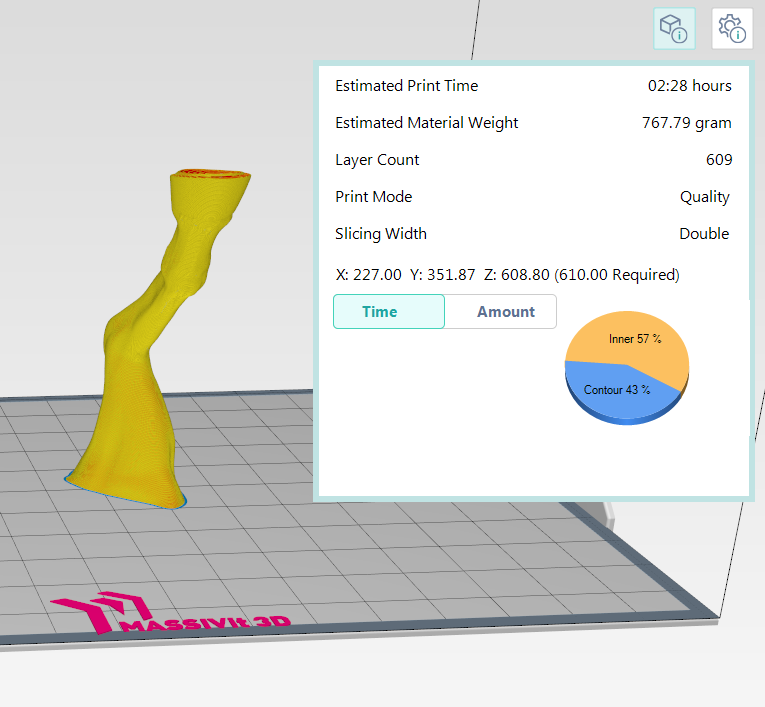 Estimated Print Time 02:28 hours
Estimated Material Weight 767.79 gram
Layer Count 609
Print Mode Quality
Slicing Width Double
X: 227.00 Y: 351.87 Z: 608.80 (610.00 Required)
Time Amount
Inner 57 %
Contour 43 %
MASSIVIt 3D